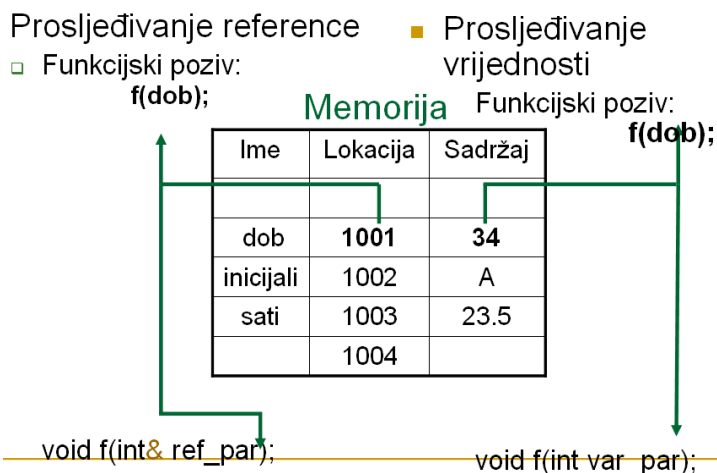 Prosljeđivanje reference
Funkcijski poziv:
f(dob);
Prosljeđivanje
vrijednosti
Funkcijski poziv:
f(dob);
Memorija
Ime Lokacija Sadržaj
dob 1001 34
inicijali 1002 A
sati 1003 23.5
1004
void f(int& ref_par);
void f(int var_par);